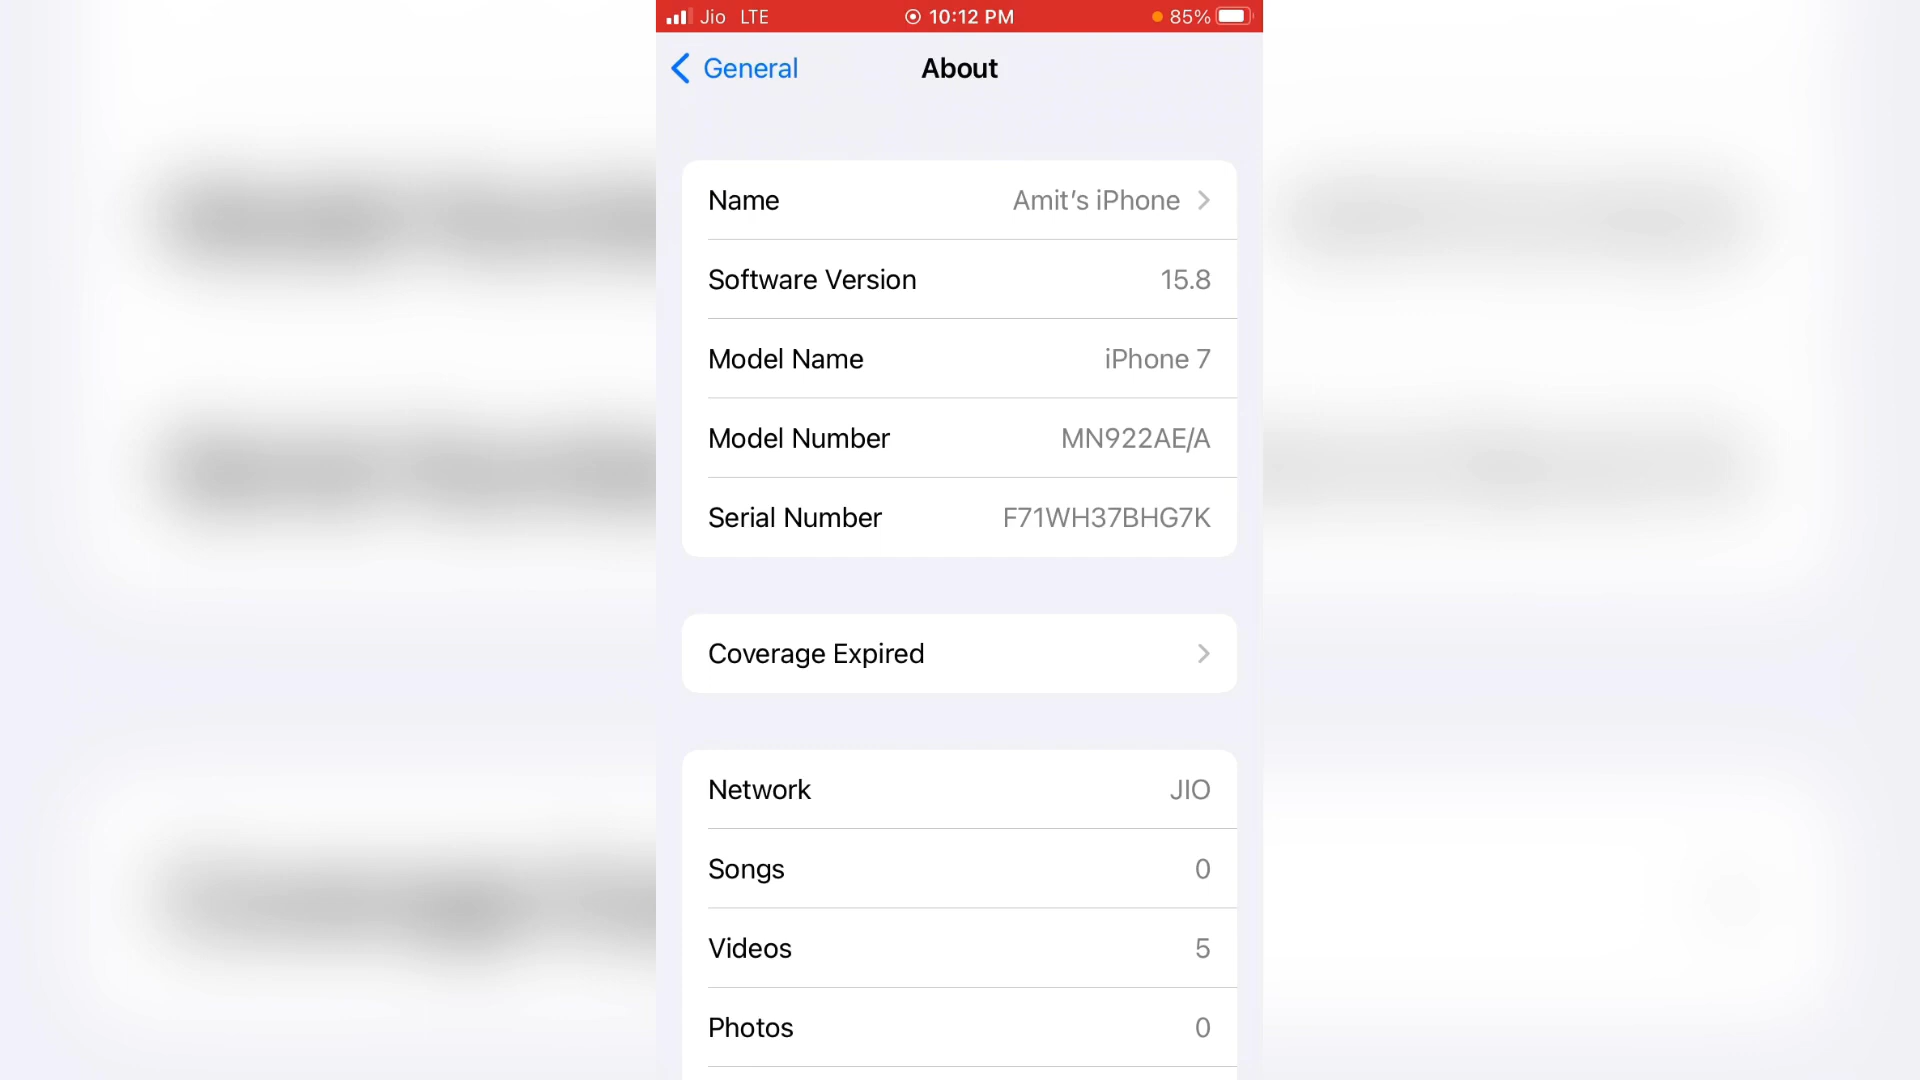 Jio LTE 10:12 PM 85%
General About
Name Amit’s iPhone
Software Version 15.8
Model Name iPhone 7
Model Number MN922AE/A
Serial Number F71WH37BHG7K
Coverage Expired
Network JIO
Songs 0
Videos 5
Photos 0